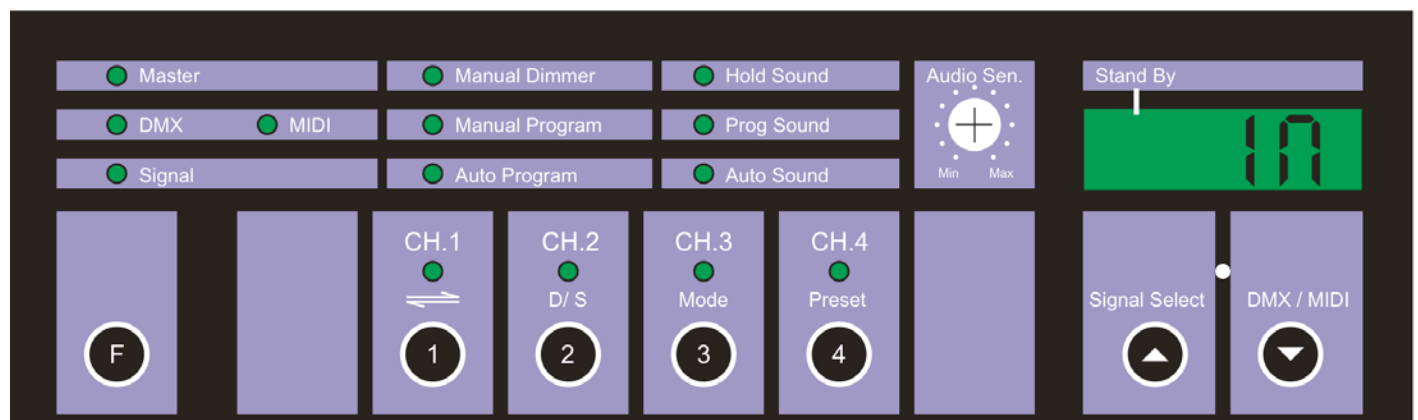 Master
Manual Dimmer
Hold Sound
Audio Sen.
Stand By
DMX
MIDI
Manual Program
Prog Sound
Signal
Auto Program
Auto Sound
Min
Max
CH.1
CH.2
CH.3
CH.4
D/ S
Mode
Preset
Signal Select
DMX / MIDI
F
1
2
3
4